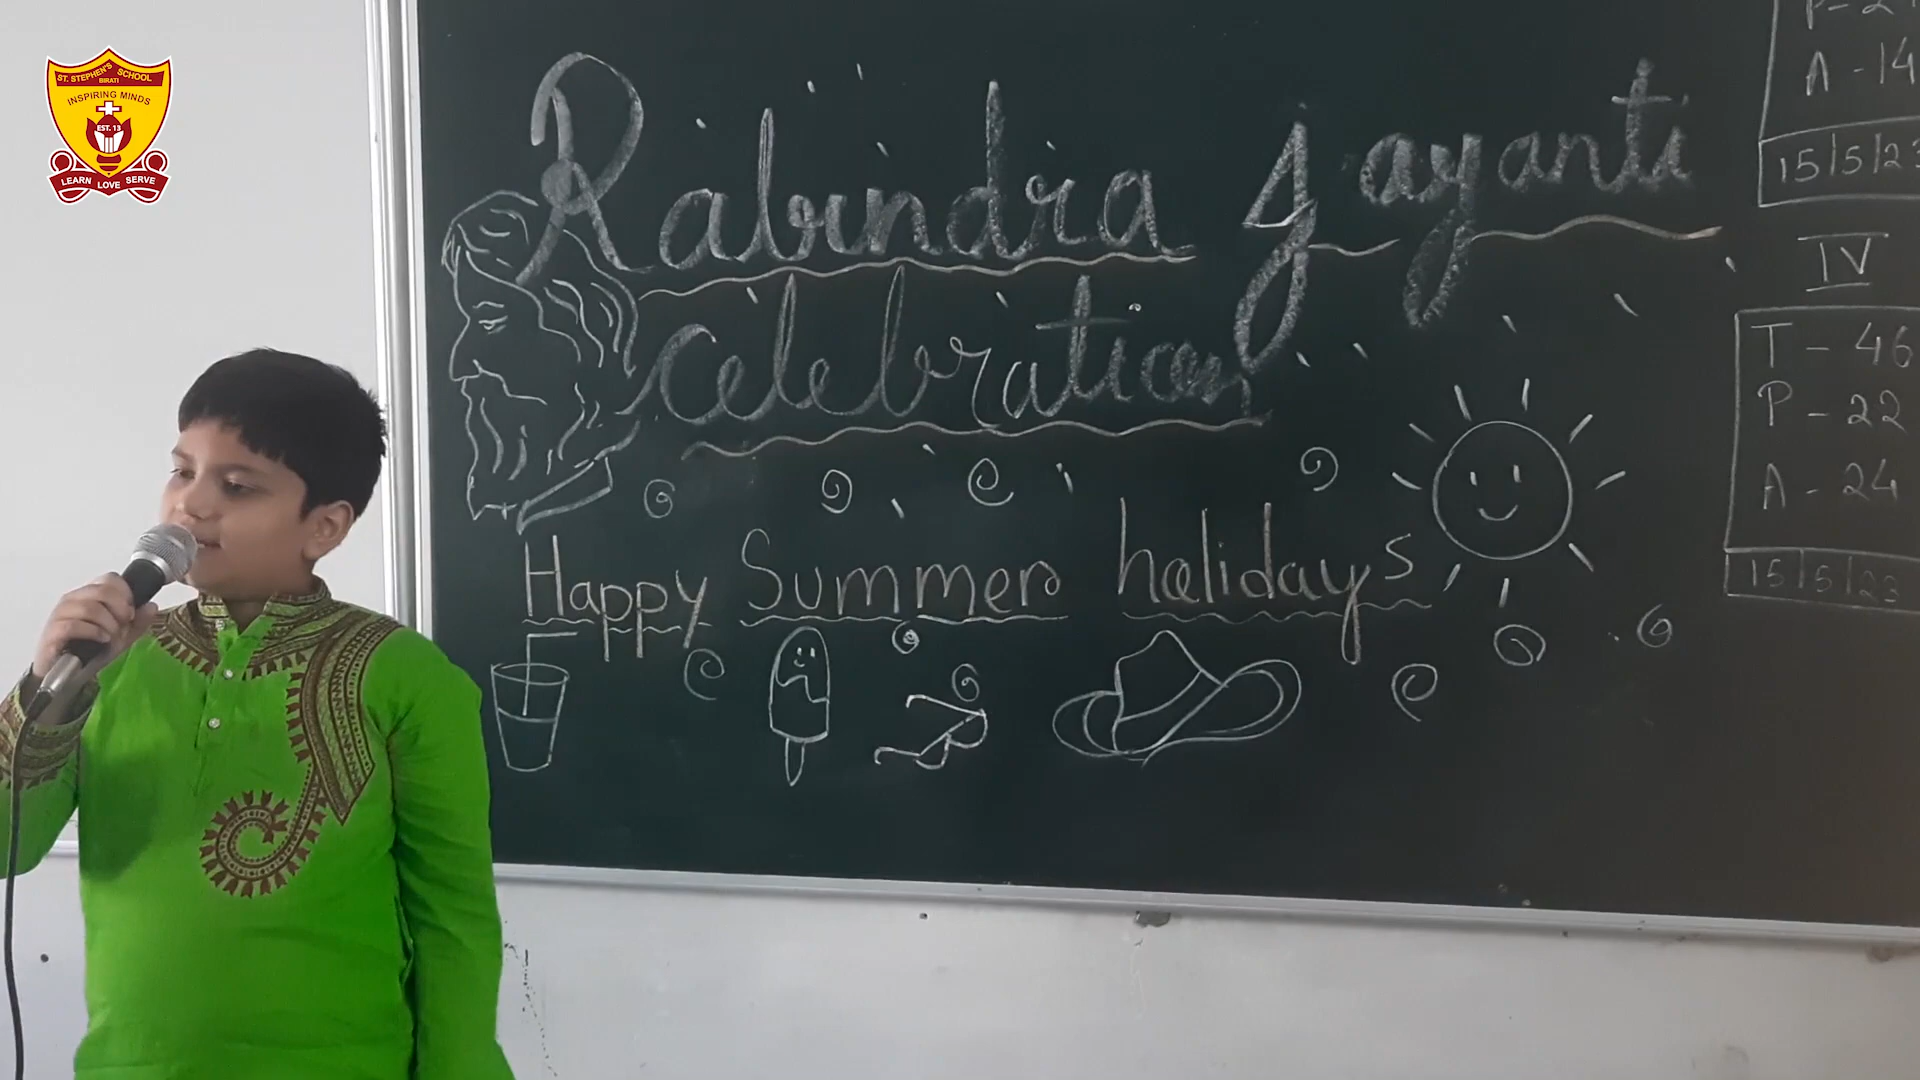 ST. STEPHEN'S SCHOOL
BIRATI
INSPIRING MINDS
EST. 13
LEARN LOVE SERVE
Rabindra Jayanti
Celebration
Happy Summer holidays
A - 14
15/5/23
IV
T - 46
P - 22
A - 24
15/5/23